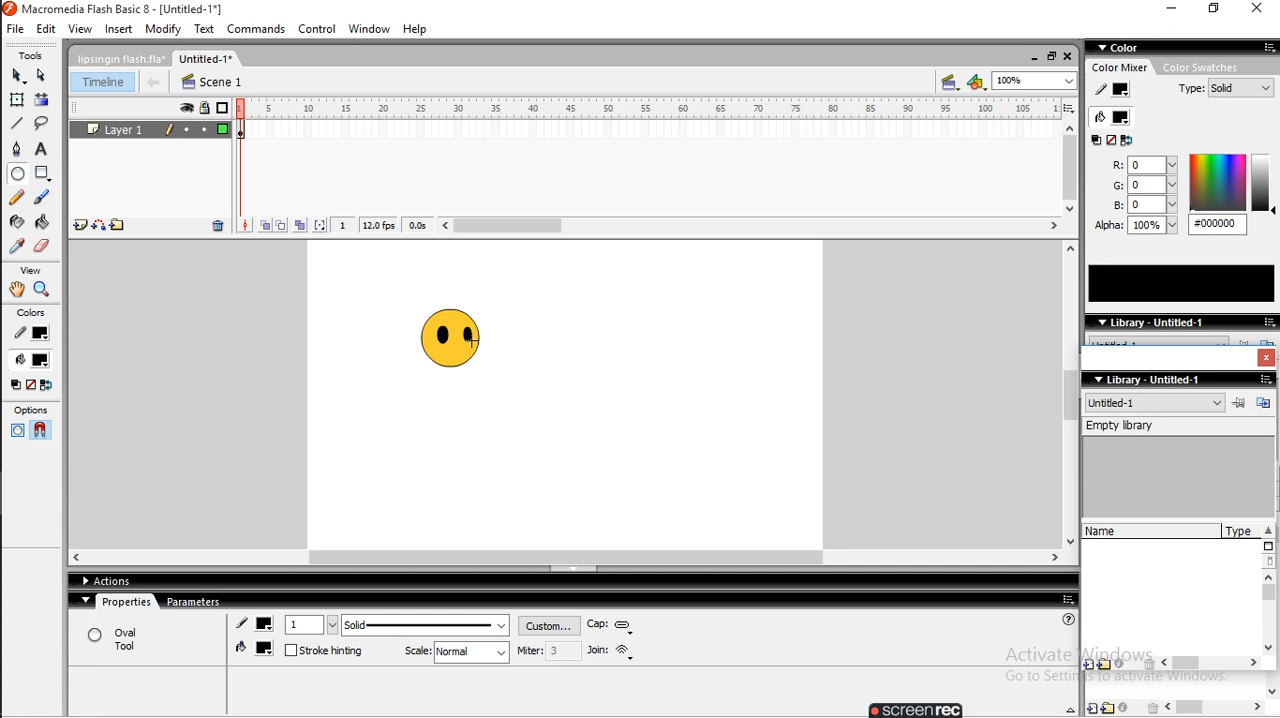 Macromedia Flash Basic 8 - [Untitled-1*]
File Edit View Insert Modify Text Commands Control Window Help
Tools
lipsingin flash.fla* Untitled-1*
Timeline Scene 1 100%
1 5 10 15 20 25 30 35 40 45 50 55 60 65 70 75 80 85 90 95 100 105
Layer 1
1 12.0 fps 0.0s
View
Colors
Options
Color
Color Mixer Color Swatches
Type: Solid
R: 0
G: 0
B: 0
Alpha: 100% #000000
Library - Untitled-1
Untitled-1
x
Library - Untitled-1
Untitled-1
Empty library
Name Type
Actions
Properties Parameters
Oval
Tool
1 Solid Custom... Cap:
Stroke hinting Scale: Normal Miter: 3 Join:
Activate Windows
Go to Settings to activate Windows.
screenrec